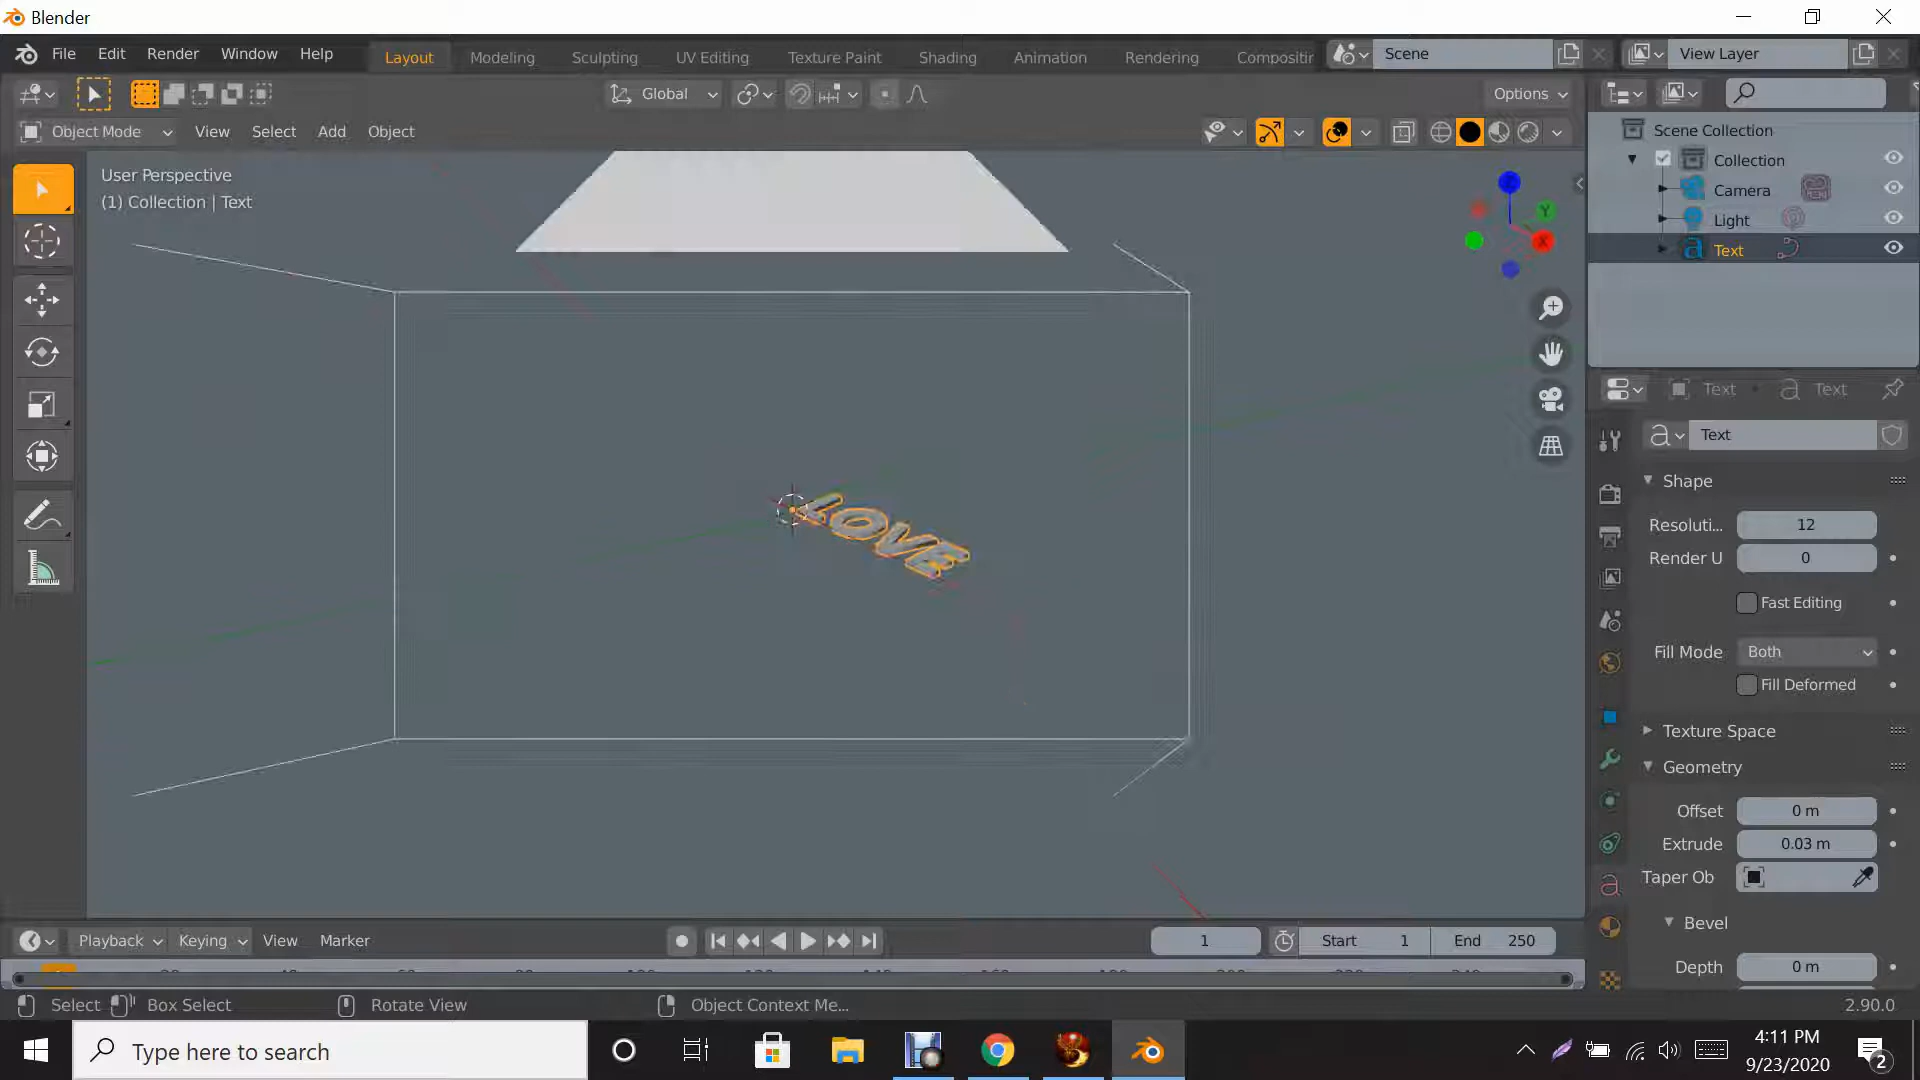 Blender
File Edit Render Window Help Layout Modeling Sculpting UV Editing Texture Paint Shading Animation Rendering Compositin Scene View Layer
Global Options
Object Mode View Select Add Object
User Perspective
(1) Collection | Text
Scene Collection
Collection
Camera
Light
Text
Y
X
LOVE
Text Text
Text
Shape
Resoluti... 12
Render U 0
Fast Editing
Fill Mode Both
Fill Deformed
Texture Space
Geometry
Offset 0 m
Extrude 0.03 m
Taper Ob
Bevel
Depth 0 m
Playback Keying View Marker 1 Start 1 End 250
Select Box Select Rotate View Object Context Me... 2.90.0
Type here to search
4:11 PM
9/23/2020
2